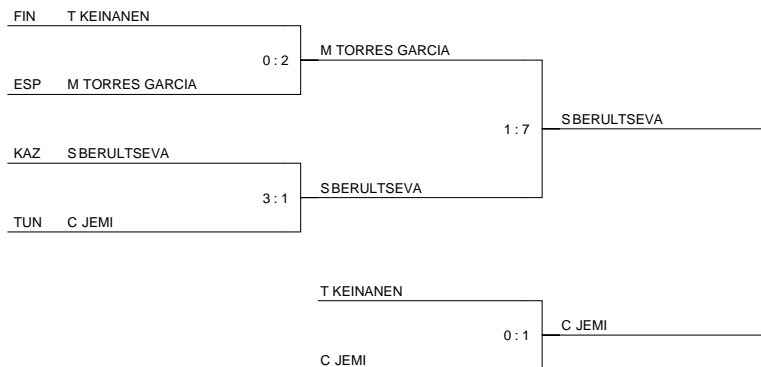 FIN T KEINANEN
0 : 2 M TORRES GARCIA
ESP M TORRES GARCIA
1 : 7 S BERULTSEVA
KAZ S BERULTSEVA
3 : 1 S BERULTSEVA
TUN C JEMI
T KEINANEN
0 : 1 C JEMI
C JEMI